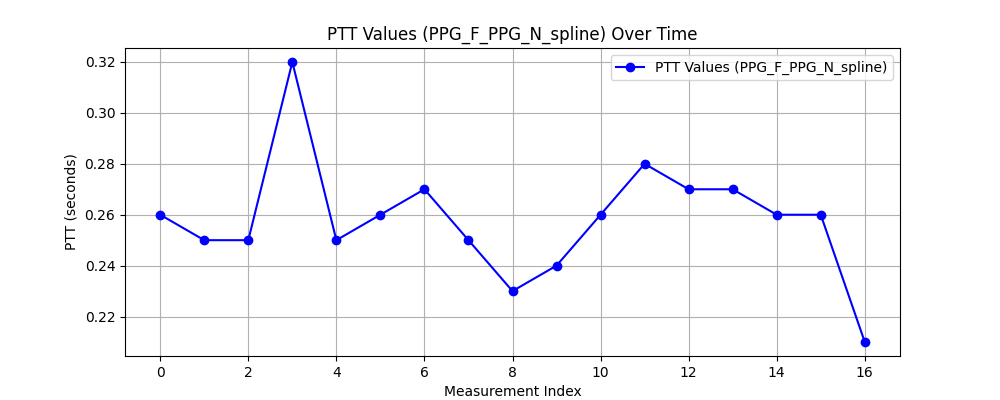 PTT Values (PPG_F_PPG_N_spline) Over Time
PTT Values (PPG_F_PPG_N_spline)
PTT (seconds)
0.32
0.30
0.28
0.26
0.24
0.22
0 2 4 6 8 10 12 14 16
Measurement Index